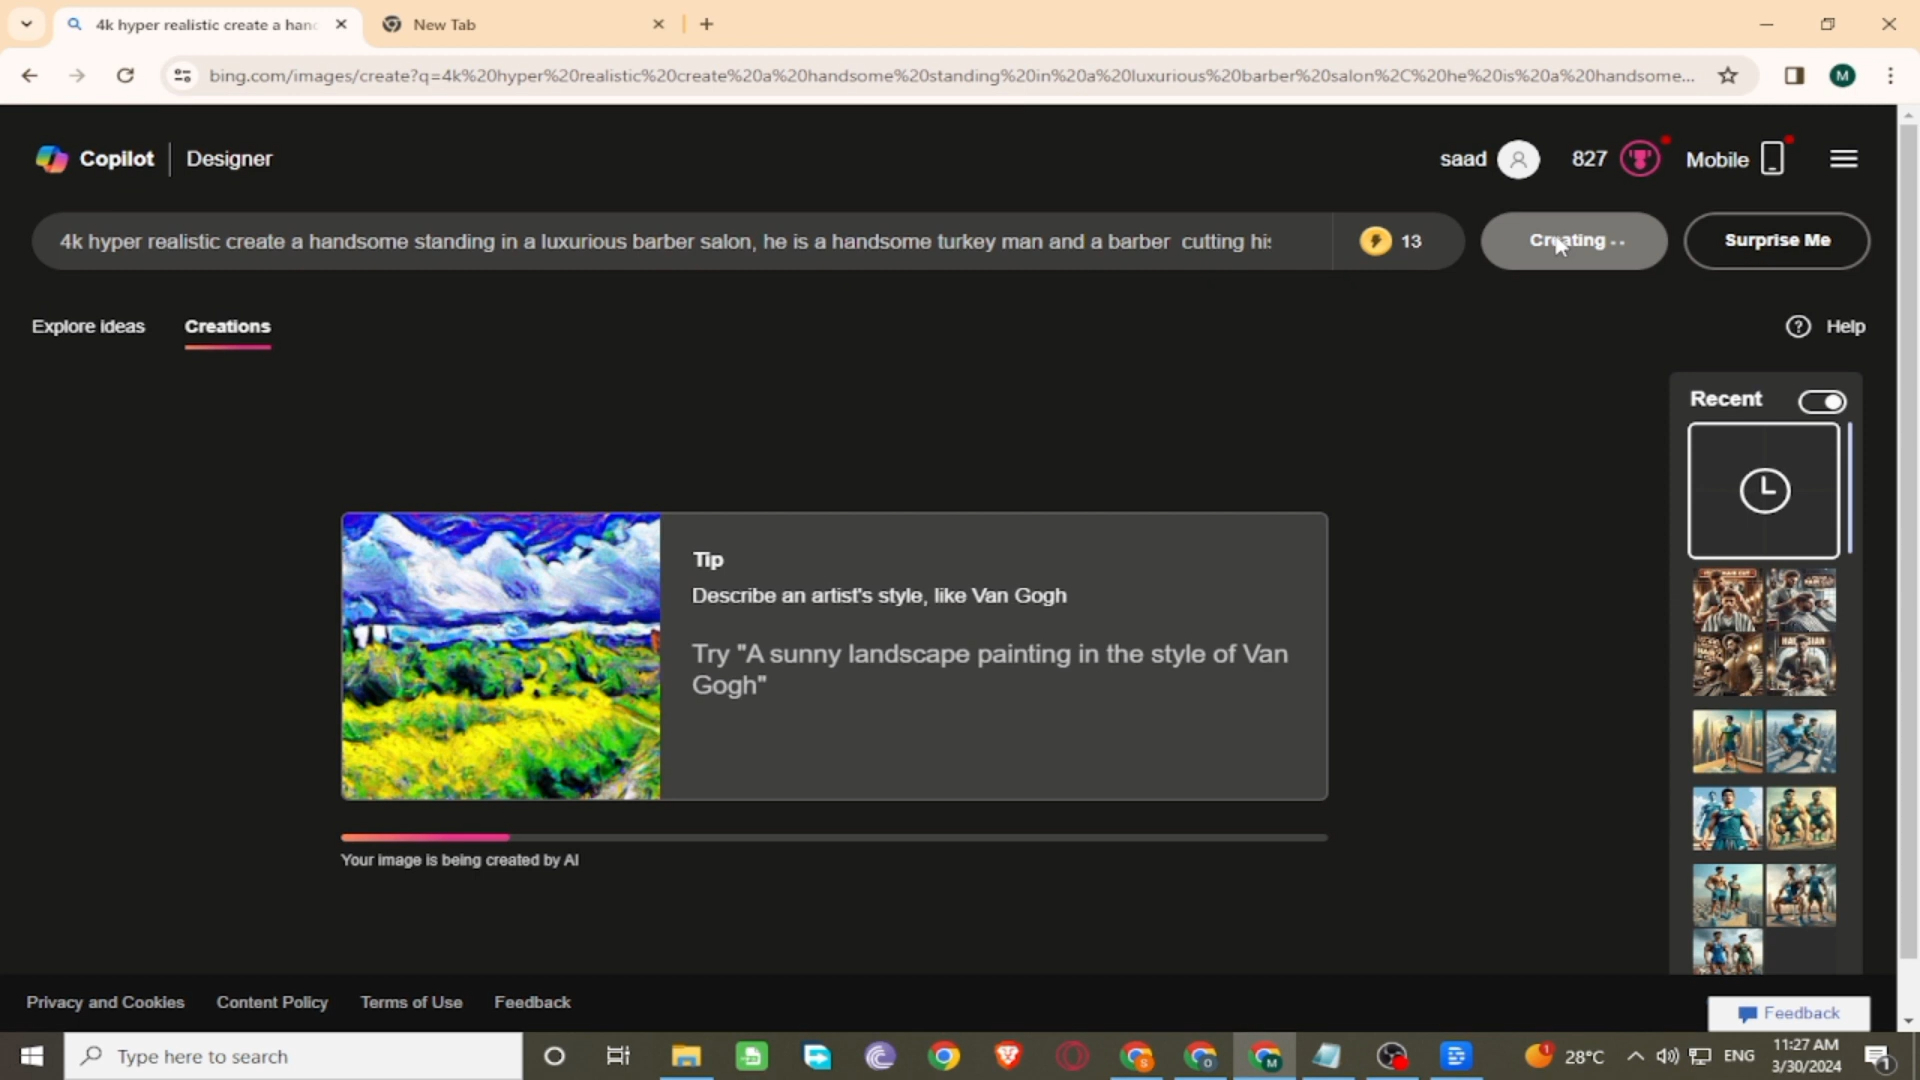 4k hyper realistic create a hand
New Tab
bing.com/images/create?q=4k%20hyper%20realistic%20create%20a%20handsome%20standing%20in%20a%20luxurious%20barber%20salon%2C%20he%20is%20a%20handsome...
M
Copilot | Designer
saad
827
Mobile
4k hyper realistic create a handsome standing in a luxurious barber salon, he is a handsome turkey man and a barber cutting his
13
Creating . .
Surprise Me
Explore ideas
Creations
Help
Recent
Tip
Describe an artist's style, like Van Gogh
Try "A sunny landscape painting in the style of Van
Gogh"
Your image is being created by AI
Privacy and Cookies
Content Policy
Terms of Use
Feedback
Feedback
Type here to search
28°C
ENG
11:27 AM
3/30/2024
1